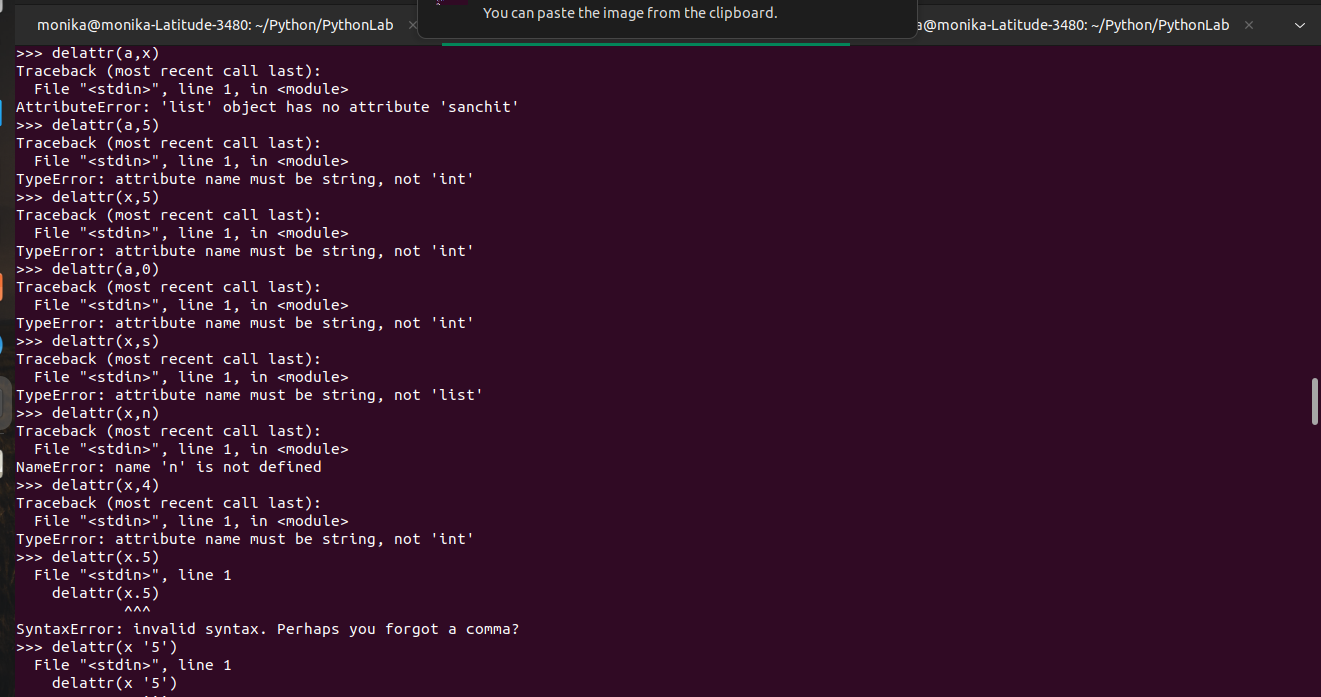 You can paste the image from the clipboard.
monika@monika-Latitude-3480: ~/Python/PythonLab
a@monika-Latitude-3480: ~/Python/PythonLab
>>> delattr(a,x)
Traceback (most recent call last):
  File "<stdin>", line 1, in <module>
AttributeError: 'list' object has no attribute 'sanchit'
>>> delattr(a,5)
Traceback (most recent call last):
  File "<stdin>", line 1, in <module>
TypeError: attribute name must be string, not 'int'
>>> delattr(x,5)
Traceback (most recent call last):
  File "<stdin>", line 1, in <module>
TypeError: attribute name must be string, not 'int'
>>> delattr(a,0)
Traceback (most recent call last):
  File "<stdin>", line 1, in <module>
TypeError: attribute name must be string, not 'int'
>>> delattr(x,s)
Traceback (most recent call last):
  File "<stdin>", line 1, in <module>
TypeError: attribute name must be string, not 'list'
>>> delattr(x,n)
Traceback (most recent call last):
  File "<stdin>", line 1, in <module>
NameError: name 'n' is not defined
>>> delattr(x,4)
Traceback (most recent call last):
  File "<stdin>", line 1, in <module>
TypeError: attribute name must be string, not 'int'
>>> delattr(x.5)
  File "<stdin>", line 1
    delattr(x.5)
            ^^^
SyntaxError: invalid syntax. Perhaps you forgot a comma?
>>> delattr(x '5')
  File "<stdin>", line 1
    delattr(x '5')